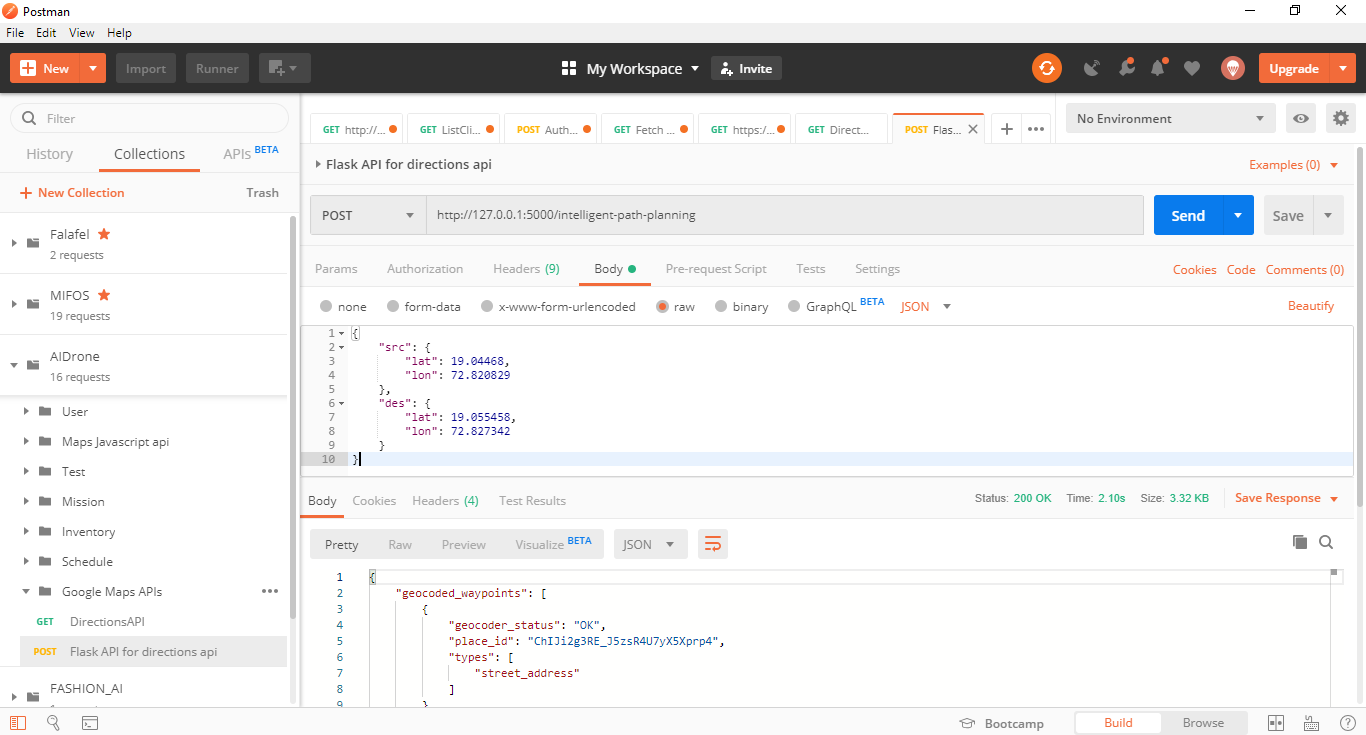 Postman
File Edit View Help
New Import Runner My Workspace Invite Upgrade
Filter
History Collections APIs BETA
New Collection Trash
Falafel
2 requests
MIFOS
19 requests
AIDrone
16 requests
User
Maps Javascript api
Test
Mission
Inventory
Schedule
Google Maps APIs
GET DirectionsAPI
POST Flask API for directions api
FASHION_AI
GET http://... GET ListCli... POST Auth... GET Fetch ... GET https:/... GET Direct... POST Flas...
No Environment
Flask API for directions api Examples (0)
POST http://127.0.0.1:5000/intelligent-path-planning Send Save
Params Authorization Headers (9) Body Pre-request Script Tests Settings Cookies Code Comments (0)
none form-data x-www-form-urlencoded raw binary GraphQL BETA JSON Beautify
1 {
2 "src": {
3 "lat": 19.04468,
4 "lon": 72.820829
5 },
6 "des": {
7 "lat": 19.055458,
8 "lon": 72.827342
9 }
10 }
Body Cookies Headers (4) Test Results Status: 200 OK Time: 2.10s Size: 3.32 KB Save Response
Pretty Raw Preview Visualize BETA JSON
1 {
2 "geocoded_waypoints": [
3 {
4 "geocoder_status": "OK",
5 "place_id": "ChIJi2g3RE_J5zsR4U7yX5Xprp4",
6 "types": [
7 "street_address"
8 ]
9 }
Bootcamp Build Browse